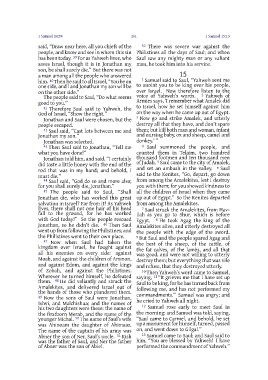 said, “Draw near here, all you chiefs of the
people, and know and see in whom this sin
has been today. 39 For as Yahweh lives, who
saves Israel, though it is in Jonathan my
son, he shall surely die.” But there was not
a man among all the people who answered
him. 40 Then he said to all Israel, “You be on
one side, and I and Jonathan my son will be
on the other side.”
The people said to Saul, “Do what seems
good to you.”
41 Therefore Saul said to Yahweh, the
God of Israel, “Show the right.”
Jonathan and Saul were chosen, but the
people escaped.
42 Saul said, “Cast lots between me and
Jonathan my son.”
Jonathan was selected.
43 Then Saul said to Jonathan, “Tell me
what you have done!”
Jonathan told him, and said, “I certainly
did taste a little honey with the end of the
rod that was in my hand; and behold, I
must die.”
44 Saul said, “God do so and more also;
for you shall surely die, Jonathan.”
45 The people said to Saul, “Shall
Jonathan die, who has worked this great
salvation in Israel? Far from it! As Yahweh
lives, there shall not one hair of his head
fall to the ground, for he has worked
with God today!” So the people rescued
Jonathan, so he didn’t die. 46 Then Saul
went up from following the Philistines; and
the Philistines went to their own place.
47 Now when Saul had taken the
kingdom over Israel, he fought against
all his enemies on every side: against
Moab, and against the children of Ammon,
and against Edom, and against the kings
of Zobah, and against the Philistines.
Wherever he turned himself, he defeated
them. 48 He did valiantly and struck the
Amalekites, and delivered Israel out of
the hands of those who plundered them.
49 Now the sons of Saul were Jonathan,
Ishvi, and Malchishua; and the names of
his two daughters were these: the name of
the firstborn Merab, and the name of the
younger Michal. 50 The name of Saul’s wife
was Ahinoam the daughter of Ahimaaz.
The name of the captain of his army was
Abner the son of Ner, Saul’s uncle. 51 Kish
was the father of Saul, and Ner the father
of Abner was the son of Abiel.
52 There was severe war against the
Philistines all the days of Saul; and when
Saul saw any mighty man or any valiant
man, he took him into his service.
15
1 Samuel said to Saul, “Yahweh sent me
to anoint you to be king over his people,
over Israel. Now therefore listen to the
voice of Yahweh’s words. 2 Yahweh of
Armies says, ‘I remember what Amalek did
to Israel, how he set himself against him
on the way when he came up out of Egypt.
3 Now go and strike Amalek, and utterly
destroy all that they have, and don’t spare
them; but kill both man and woman, infant
and nursing baby, ox and sheep, camel and
donkey.’”
4 Saul summoned the people, and
counted them in Telaim, two hundred
thousand footmen and ten thousand men
of Judah. 5 Saul came to the city of Amalek,
and set an ambush in the valley. 6 Saul
said to the Kenites, “Go, depart, go down
from among the Amalekites, lest I destroy
you with them; for you showed kindness to
all the children of Israel when they came
up out of Egypt.” So the Kenites departed
from among the Amalekites.
7 Saul struck the Amalekites, from Havi-
lah as you go to Shur, which is before
Egypt. 8 He took Agag the king of the
Amalekites alive, and utterly destroyed all
the people with the edge of the sword.
9 But Saul and the people spared Agag and
the best of the sheep, of the cattle, of
the fat calves, of the lambs, and all that
was good, and were not willing to utterly
destroy them; but everything that was vile
and refuse, that they destroyed utterly.
10 Then Yahweh’s word came to Samuel,
saying, 11 “It grieves me that I have set up
Saul to be king, for he has turned back from
following me, and has not performed my
commandments.” Samuel was angry; and
he cried to Yahweh all night.
12 Samuel rose early to meet Saul in
the morning; and Samuel was told, saying,
“Saul came to Carmel, and behold, he set
up a monument for himself, turned, passed
on, and went down to Gilgal.”
13 Samuel came to Saul; and Saul said to
him, “You are blessed by Yahweh! I have
performed the commandment of Yahweh.”